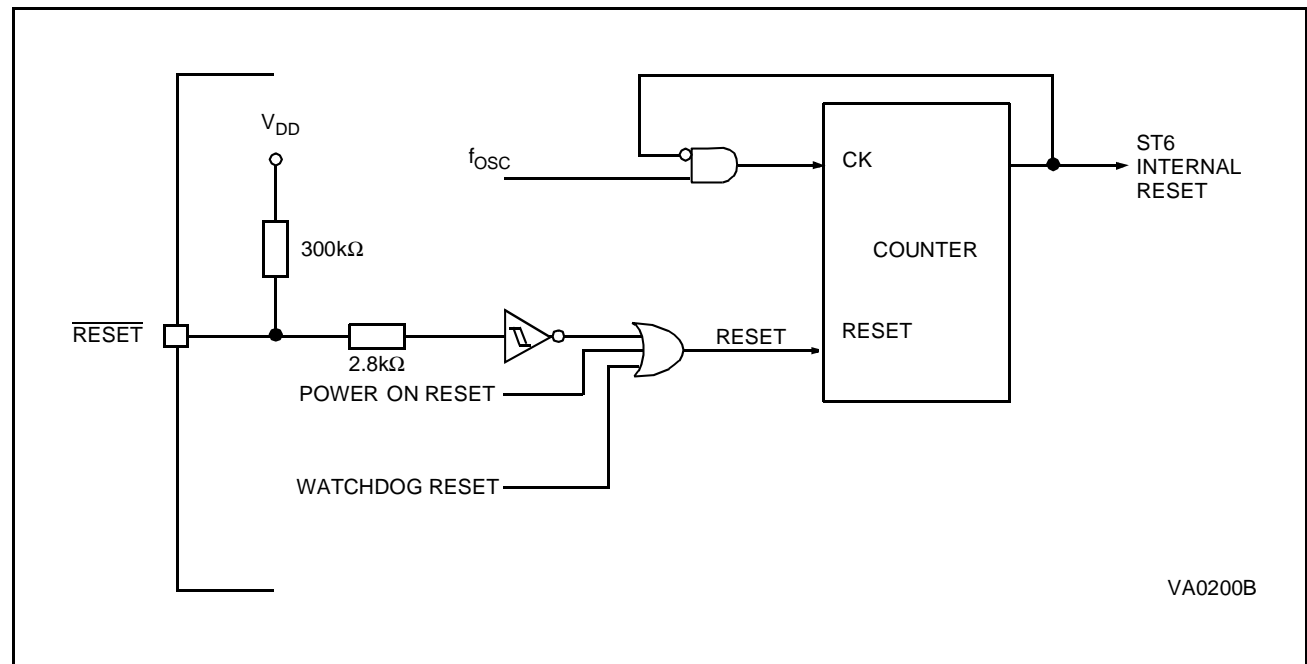 V_DD
f_OSC
CK
ST6
INTERNAL
RESET
300kΩ
COUNTER
RESET
RESET
RESET
2.8kΩ
POWER ON RESET
WATCHDOG RESET
VA0200B